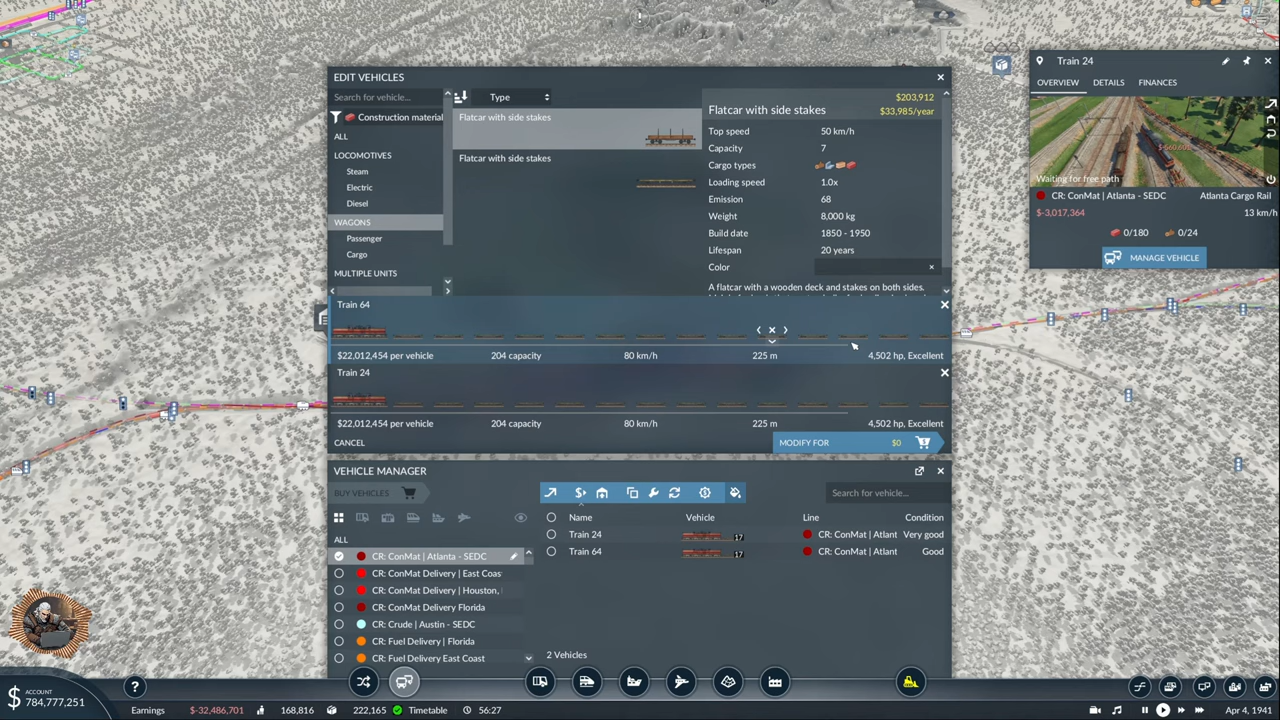 EDIT VEHICLES
Search for vehicle...
Type
Construction material
ALL
LOCOMOTIVES
Steam
Electric
Diesel
WAGONS
Passenger
Cargo
MULTIPLE UNITS
Flatcar with side stakes
Flatcar with side stakes
$203,912
Flatcar with side stakes
$33,985/year
Top speed 50 km/h
Capacity 7
Cargo types
Loading speed 1.0x
Emission 68
Weight 8,000 kg
Build date 1850 - 1950
Lifespan 20 years
Color
A flatcar with a wooden deck and stakes on both sides.
Train 64
$22,012,454 per vehicle 204 capacity 80 km/h 225 m 4,502 hp, Excellent
Train 24
$22,012,454 per vehicle 204 capacity 80 km/h 225 m 4,502 hp, Excellent
CANCEL
MODIFY FOR $0
VEHICLE MANAGER
BUY VEHICLES
Search for vehicle...
ALL
CR: ConMat | Atlanta - SEDC
CR: ConMat Delivery | East Coas
CR: ConMat Delivery | Houston,
CR: ConMat Delivery Florida
CR: Crude | Austin - SEDC
CR: Fuel Delivery | Florida
CR: Fuel Delivery East Coast
Name Vehicle Line Condition
Train 24 17 CR: ConMat | Atlant Very good
Train 64 17 CR: ConMat | Atlant Good
2 Vehicles
Train 24
OVERVIEW DETAILS FINANCES
Waiting for free path
CR: ConMat | Atlanta - SEDC Atlanta Cargo Rail
$-3,017,364 13 km/h
0/180 0/24
MANAGE VEHICLE
$ ACCOUNT
784,777,251
?
Earnings $-32,486,701 168,816 222,165 Timetable 56:27
Apr 4, 1941